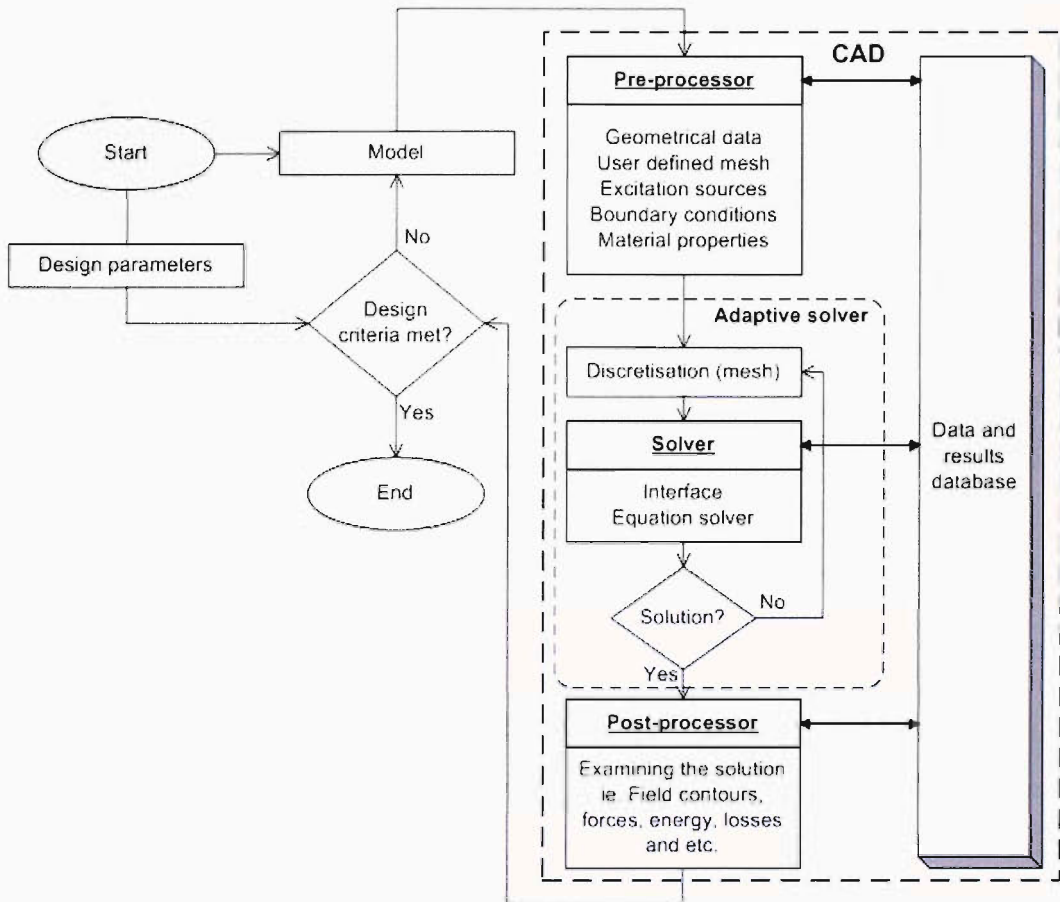 CAD
Pre-processor
Geometrical data
User defined mesh
Excitation sources
Boundary conditions
Material properties
Start
Model
No
Design parameters
Design
criteria met?
Yes
End
Adaptive solver
Discretisation (mesh)
Solver
Interface
Equation solver
Solution?
No
Yes
Post-processor
Examining the solution
ie. Field contours,
forces, energy, losses
and etc.
Data and
results
database